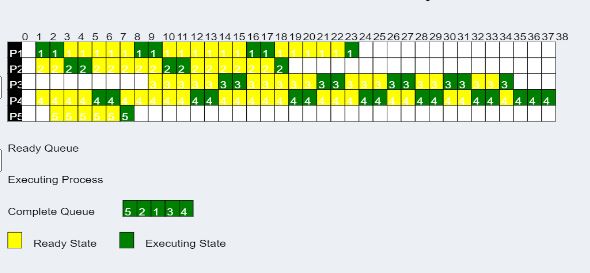 0 1 2 3 4 5 6 7 8 9 10 11 12 13 14 15 16 17 18 19 20 21 22 23 24 25 26 27 28 29 30 31 32 33 34 35 36 37 38
P1 1 1 1 1 1 1 1
P2 2 2 2 2 2
P3 3 3 3 3 3 3 3 3 3
P4 4 4 4 4 4 4 4 4 4 4 4 4 4 4 4
P5 5
Ready Queue
Executing Process
Complete Queue 5 2 1 3 4
Ready State Executing State